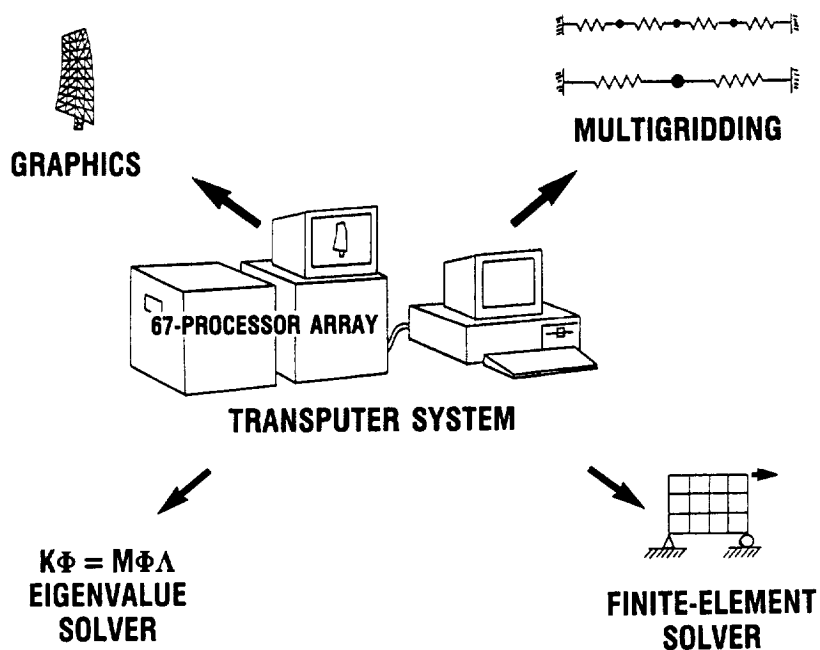 GRAPHICS
MULTIGRIDDING
67-PROCESSOR ARRAY
TRANSPUTER SYSTEM
KΦ = MΦΛ
EIGENVALUE
SOLVER
FINITE-ELEMENT
SOLVER